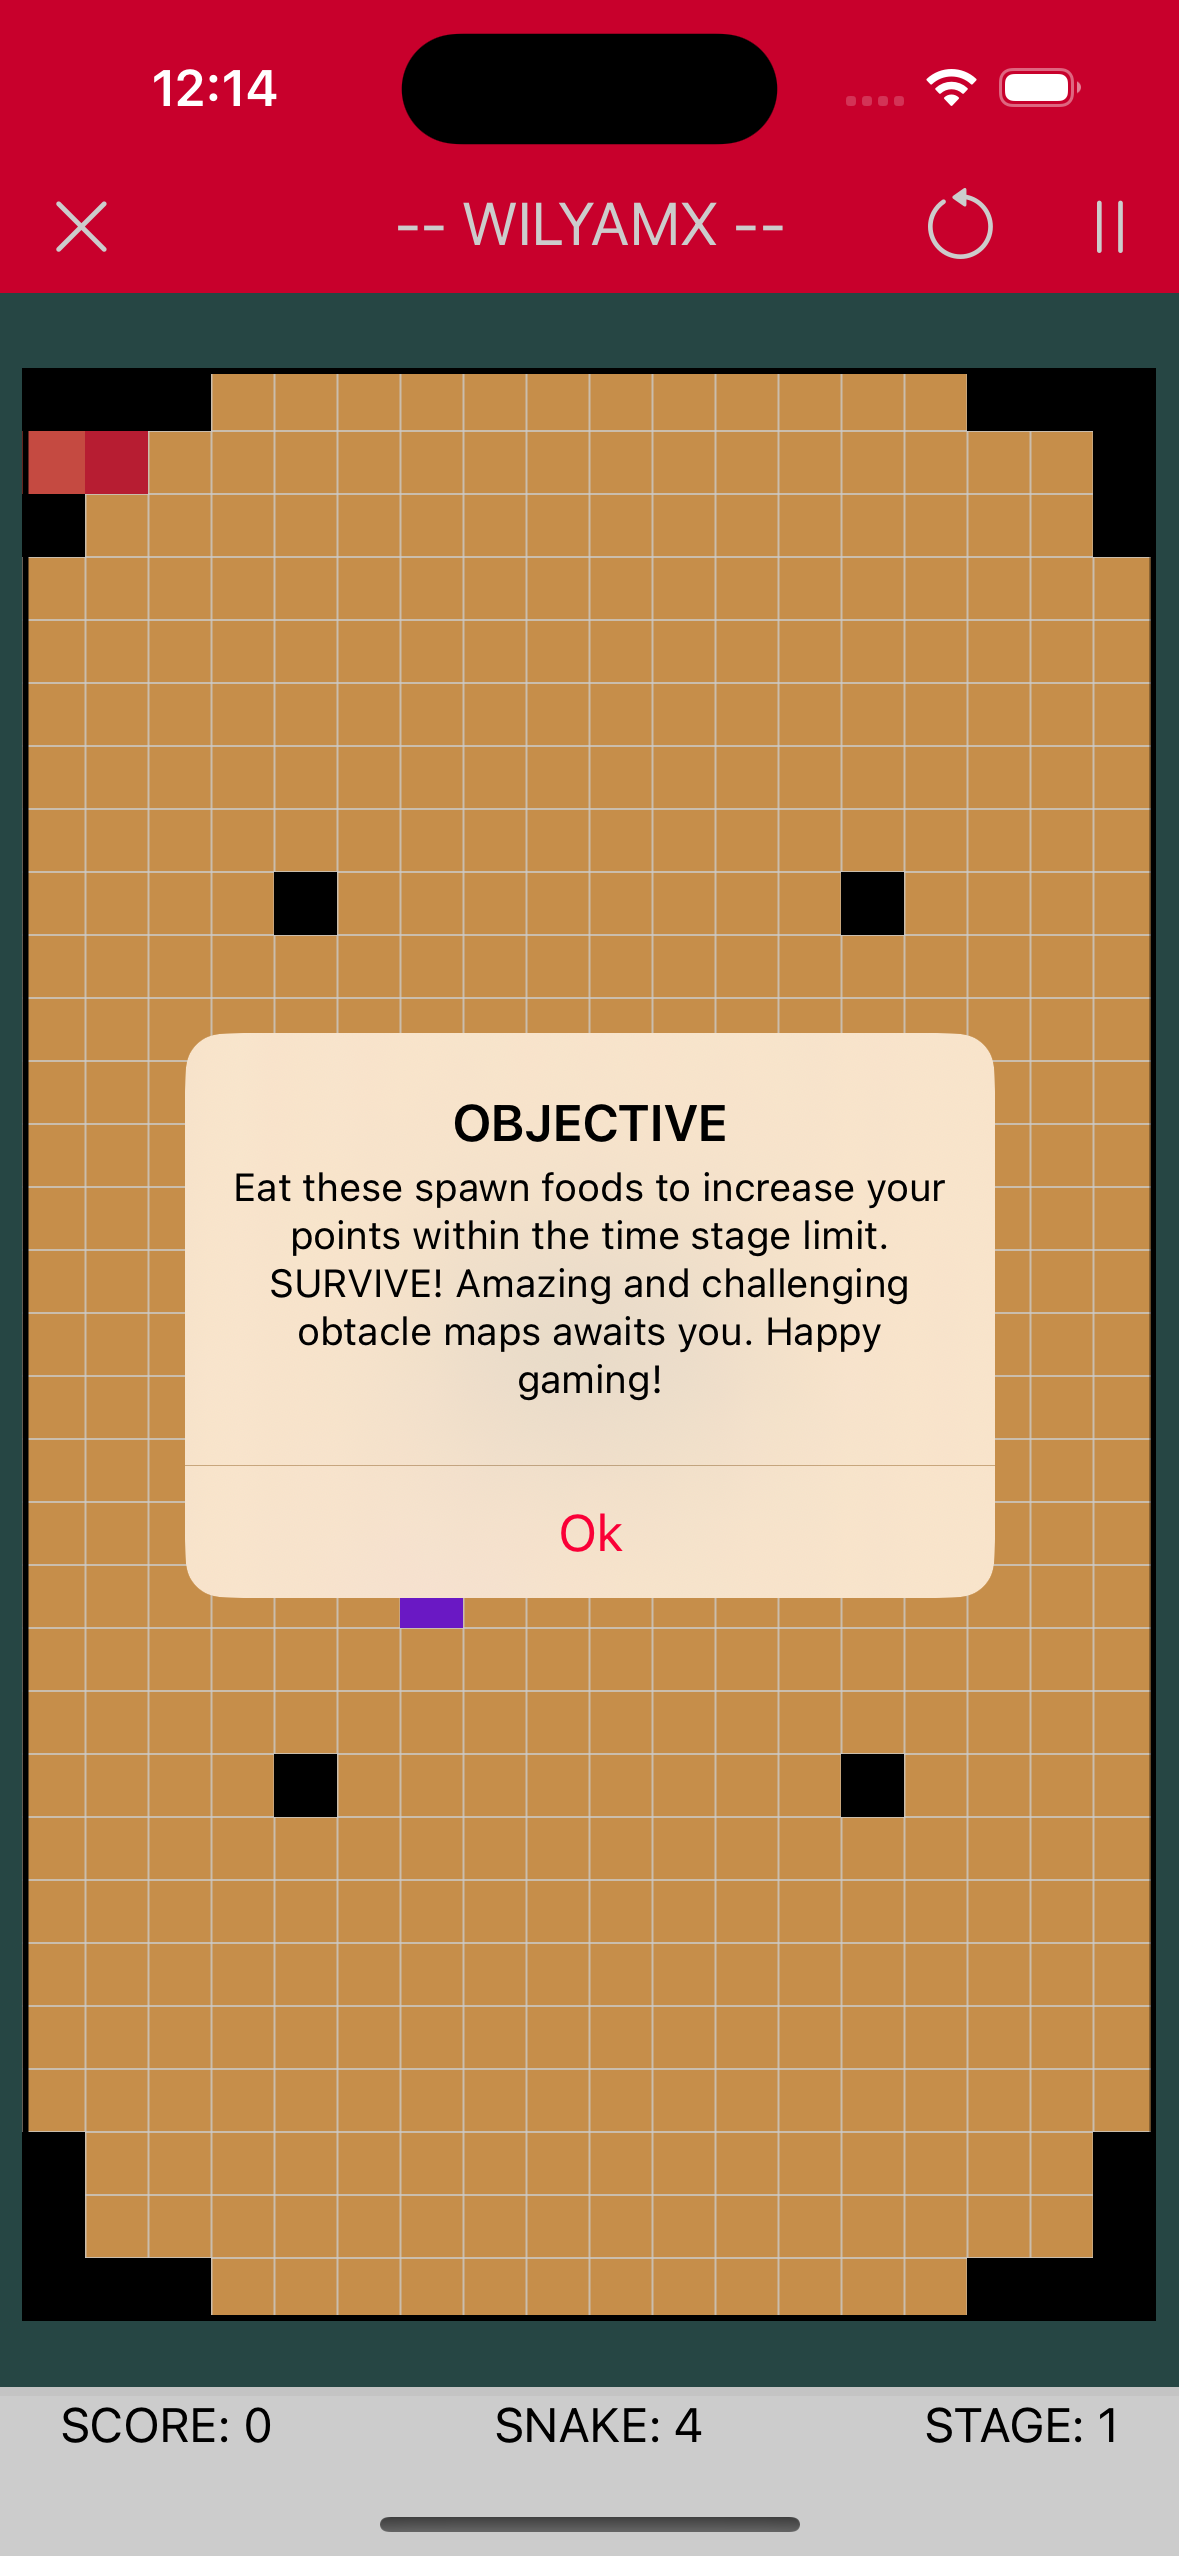 12:14
-- WILYAMX --
OBJECTIVE
Eat these spawn foods to increase your
points within the time stage limit.
SURVIVE! Amazing and challenging
obtacle maps awaits you. Happy
gaming!
Ok
SCORE: 0 SNAKE: 4 STAGE: 1